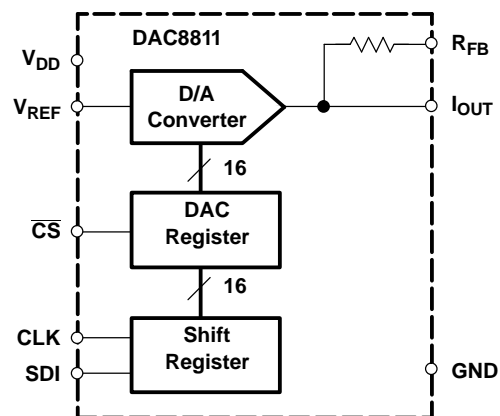 DAC8811
V_DD
R_FB
V_REF
D/A
Converter
I_OUT
16
CS̅
DAC
Register
16
CLK
Shift
Register
SDI
GND